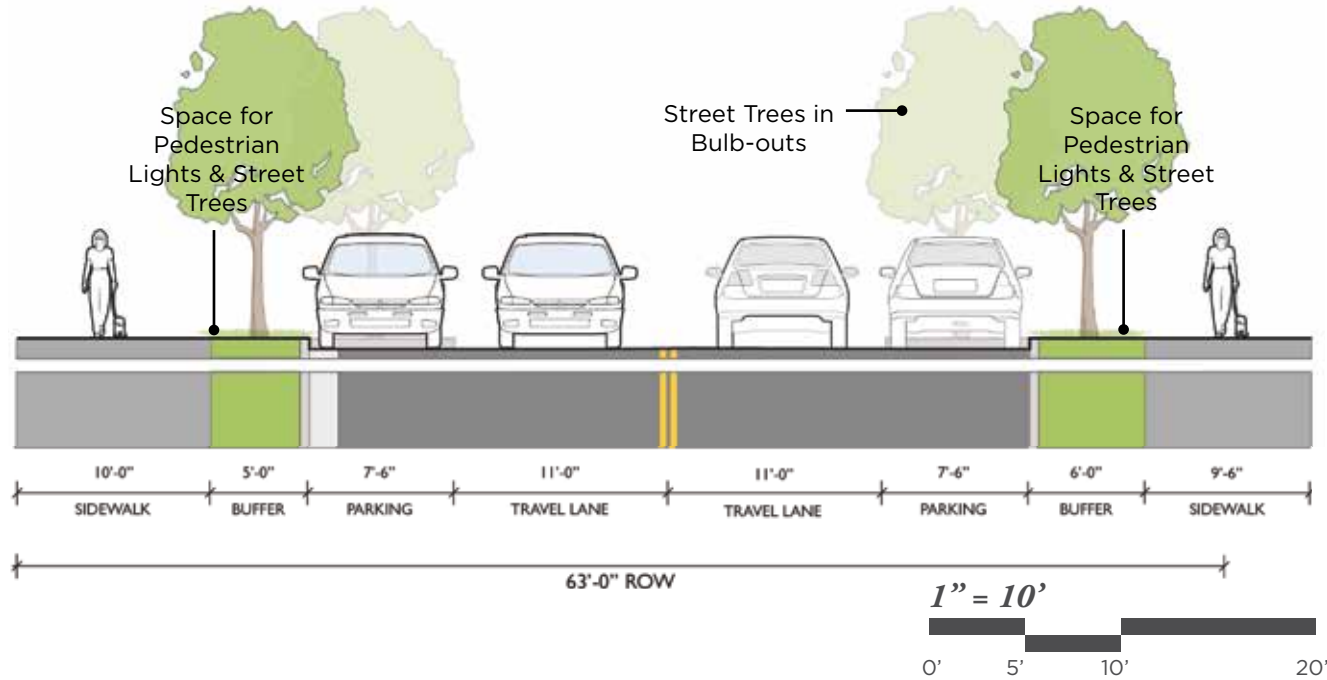 Space for
Pedestrian
Lights & Street
Trees
Street Trees in
Bulb-outs
Space for
Pedestrian
Lights & Street
Trees
10'-0" 5'-0" 7'-6" 11'-0" 11'-0" 7'-6" 6'-0" 9'-6"
SIDEWALK BUFFER PARKING TRAVEL LANE TRAVEL LANE PARKING BUFFER SIDEWALK
63'-0" ROW
1” = 10’
0’ 5’ 10’ 20’